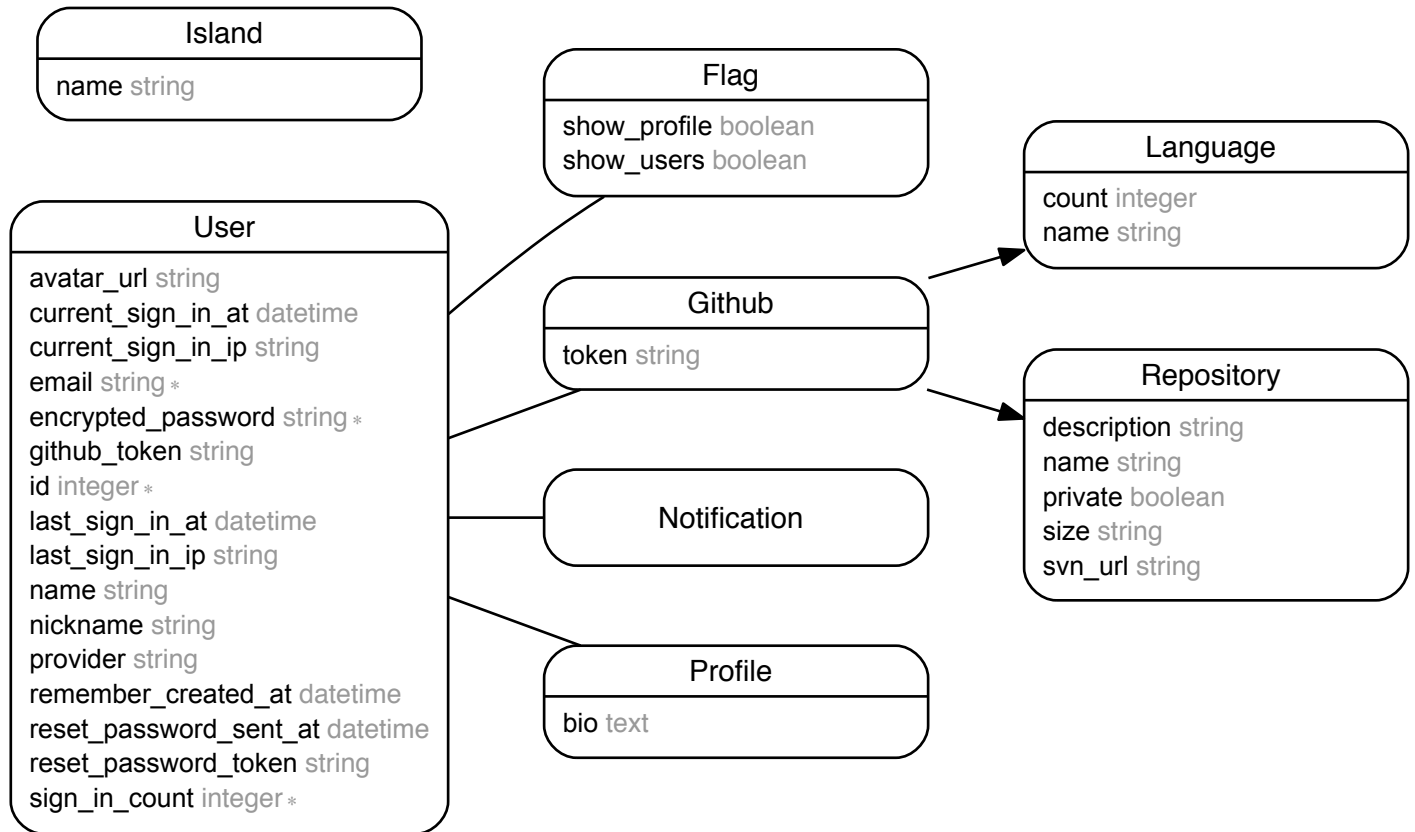 Island
name string
User
avatar_url string
current_sign_in_at datetime
current_sign_in_ip string
email string *
encrypted_password string *
github_token string
id integer *
last_sign_in_at datetime
last_sign_in_ip string
name string
nickname string
provider string
remember_created_at datetime
reset_password_sent_at datetime
reset_password_token string
sign_in_count integer *
Flag
show_profile boolean
show_users boolean
Github
token string
Notification
Profile
bio text
Language
count integer
name string
Repository
description string
name string
private boolean
size string
svn_url string